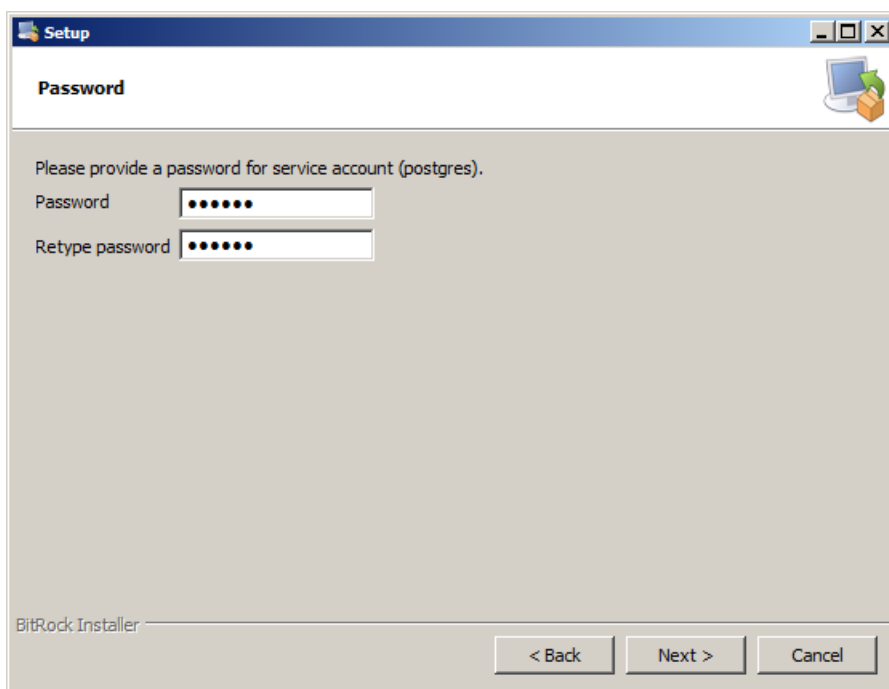 Setup
Password
Please provide a password for service account (postgres).
Password ••••••
Retype password ••••••
BitRock Installer
< Back Next > Cancel